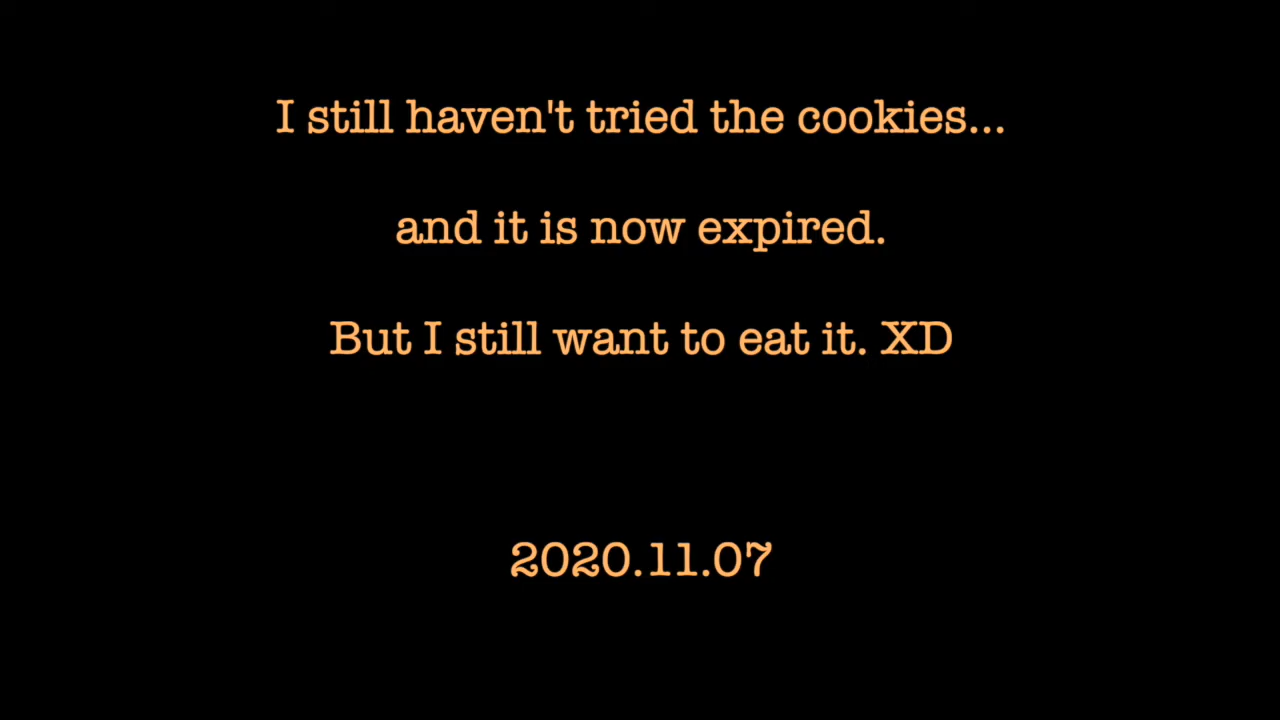 I still haven't tried the cookies...
and it is now expired.
But I still want to eat it. XD
2020.11.07